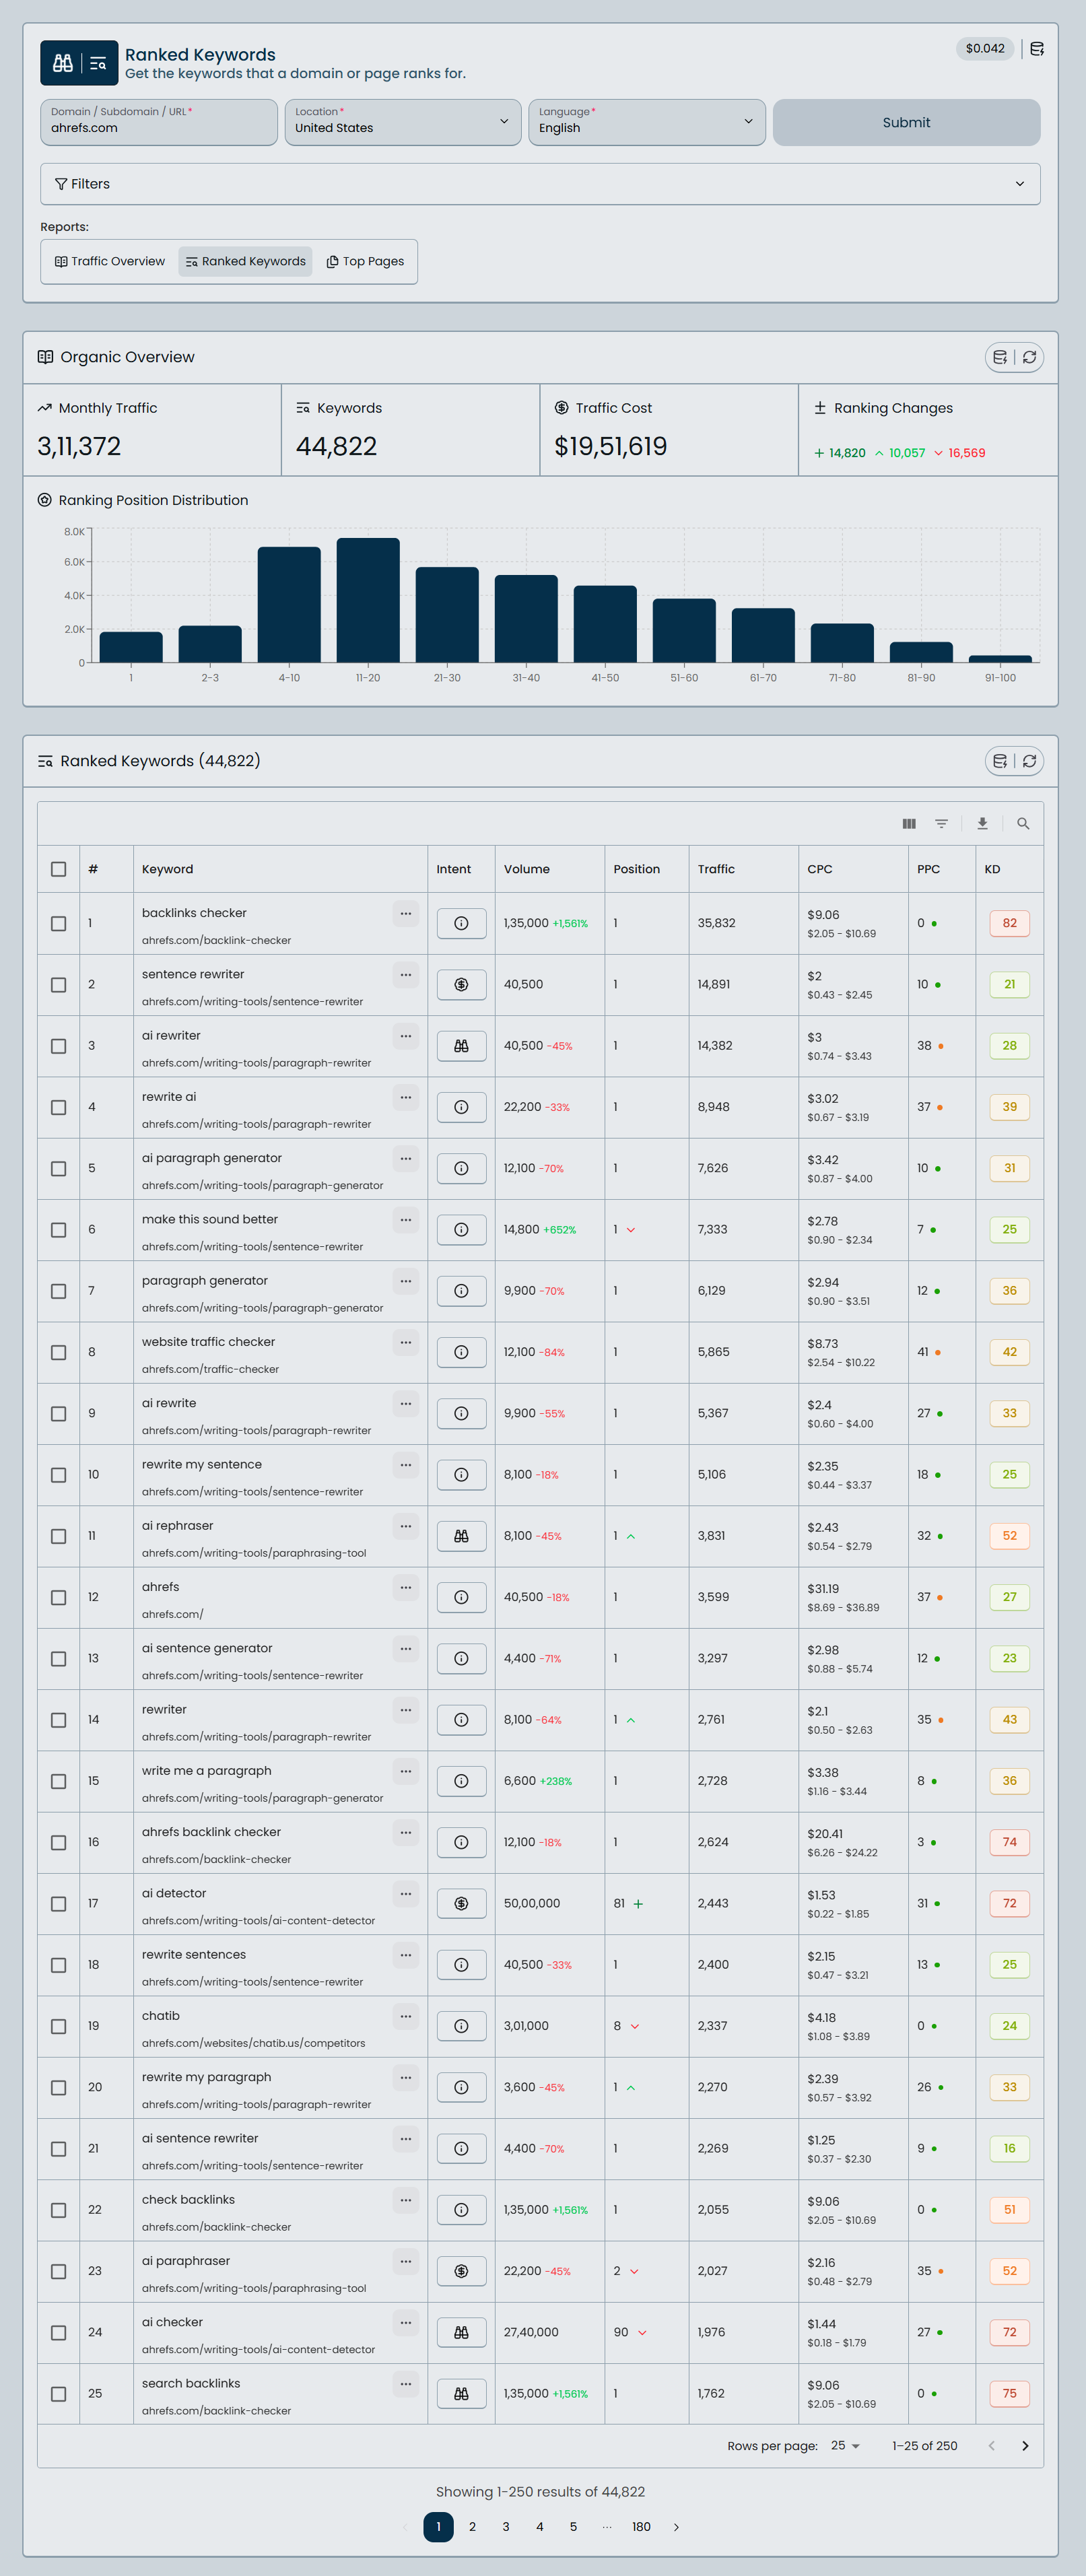 Ranked Keywords
Get the keywords that a domain or page ranks for.
$0.042
Domain / Subdomain / URL*
ahrefs.com
Location*
United States
Language*
English
Submit
Filters
Reports:
Traffic Overview
Ranked Keywords
Top Pages
Organic Overview
Monthly Traffic
3,11,372
Keywords
44,822
Traffic Cost
$19,51,619
Ranking Changes
+ 14,820 10,057 16,569
Ranking Position Distribution
8.0K
6.0K
4.0K
2.0K
0
1 2-3 4-10 11-20 21-30 31-40 41-50 51-60 61-70 71-80 81-90 91-100
Ranked Keywords (44,822)
# Keyword Intent Volume Position Traffic CPC PPC KD
1 backlinks checker 1,35,000 +1,561% 1 35,832 $9.06 0 82
ahrefs.com/backlink-checker $2.05 - $10.69
2 sentence rewriter 40,500 1 14,891 $2 10 21
ahrefs.com/writing-tools/sentence-rewriter $0.43 - $2.45
3 ai rewriter 40,500 -45% 1 14,382 $3 38 28
ahrefs.com/writing-tools/paragraph-rewriter $0.74 - $3.43
4 rewrite ai 22,200 -33% 1 8,948 $3.02 37 39
ahrefs.com/writing-tools/paragraph-rewriter $0.67 - $3.19
5 ai paragraph generator 12,100 -70% 1 7,626 $3.42 10 31
ahrefs.com/writing-tools/paragraph-generator $0.87 - $4.00
6 make this sound better 14,800 +652% 1 7,333 $2.78 7 25
ahrefs.com/writing-tools/sentence-rewriter $0.90 - $2.34
7 paragraph generator 9,900 -70% 1 6,129 $2.94 12 36
ahrefs.com/writing-tools/paragraph-generator $0.90 - $3.51
8 website traffic checker 12,100 -84% 1 5,865 $8.73 41 42
ahrefs.com/traffic-checker $2.54 - $10.22
9 ai rewrite 9,900 -55% 1 5,367 $2.4 27 33
ahrefs.com/writing-tools/paragraph-rewriter $0.60 - $4.00
10 rewrite my sentence 8,100 -18% 1 5,106 $2.35 18 25
ahrefs.com/writing-tools/sentence-rewriter $0.44 - $3.37
11 ai rephraser 8,100 -45% 1 3,831 $2.43 32 52
ahrefs.com/writing-tools/paraphrasing-tool $0.54 - $2.79
12 ahrefs 40,500 -18% 1 3,599 $31.19 37 27
ahrefs.com/ $8.69 - $36.89
13 ai sentence generator 4,400 -71% 1 3,297 $2.98 12 23
ahrefs.com/writing-tools/sentence-rewriter $0.88 - $5.74
14 rewriter 8,100 -64% 1 2,761 $2.1 35 43
ahrefs.com/writing-tools/paragraph-rewriter $0.50 - $2.63
15 write me a paragraph 6,600 +238% 1 2,728 $3.38 8 36
ahrefs.com/writing-tools/paragraph-generator $1.16 - $3.44
16 ahrefs backlink checker 12,100 -18% 1 2,624 $20.41 3 74
ahrefs.com/backlink-checker $6.26 - $24.22
17 ai detector 50,00,000 81 + 2,443 $1.53 31 72
ahrefs.com/writing-tools/ai-content-detector $0.22 - $1.85
18 rewrite sentences 40,500 -33% 1 2,400 $2.15 13 25
ahrefs.com/writing-tools/sentence-rewriter $0.47 - $3.21
19 chatib 3,01,000 8 2,337 $4.18 0 24
ahrefs.com/websites/chatib.us/competitors $1.08 - $3.89
20 rewrite my paragraph 3,600 -45% 1 2,270 $2.39 26 33
ahrefs.com/writing-tools/paragraph-rewriter $0.57 - $3.92
21 ai sentence rewriter 4,400 -70% 1 2,269 $1.25 9 16
ahrefs.com/writing-tools/sentence-rewriter $0.37 - $2.30
22 check backlinks 1,35,000 +1,561% 1 2,055 $9.06 0 51
ahrefs.com/backlink-checker $2.05 - $10.69
23 ai paraphraser 22,200 -45% 2 2,027 $2.16 35 52
ahrefs.com/writing-tools/paraphrasing-tool $0.48 - $2.79
24 ai checker 27,40,000 90 1,976 $1.44 27 72
ahrefs.com/writing-tools/ai-content-detector $0.18 - $1.79
25 search backlinks 1,35,000 +1,561% 1 1,762 $9.06 0 75
ahrefs.com/backlink-checker $2.05 - $10.69
Rows per page: 25 1–25 of 250
Showing 1-250 results of 44,822
1 2 3 4 5 ... 180